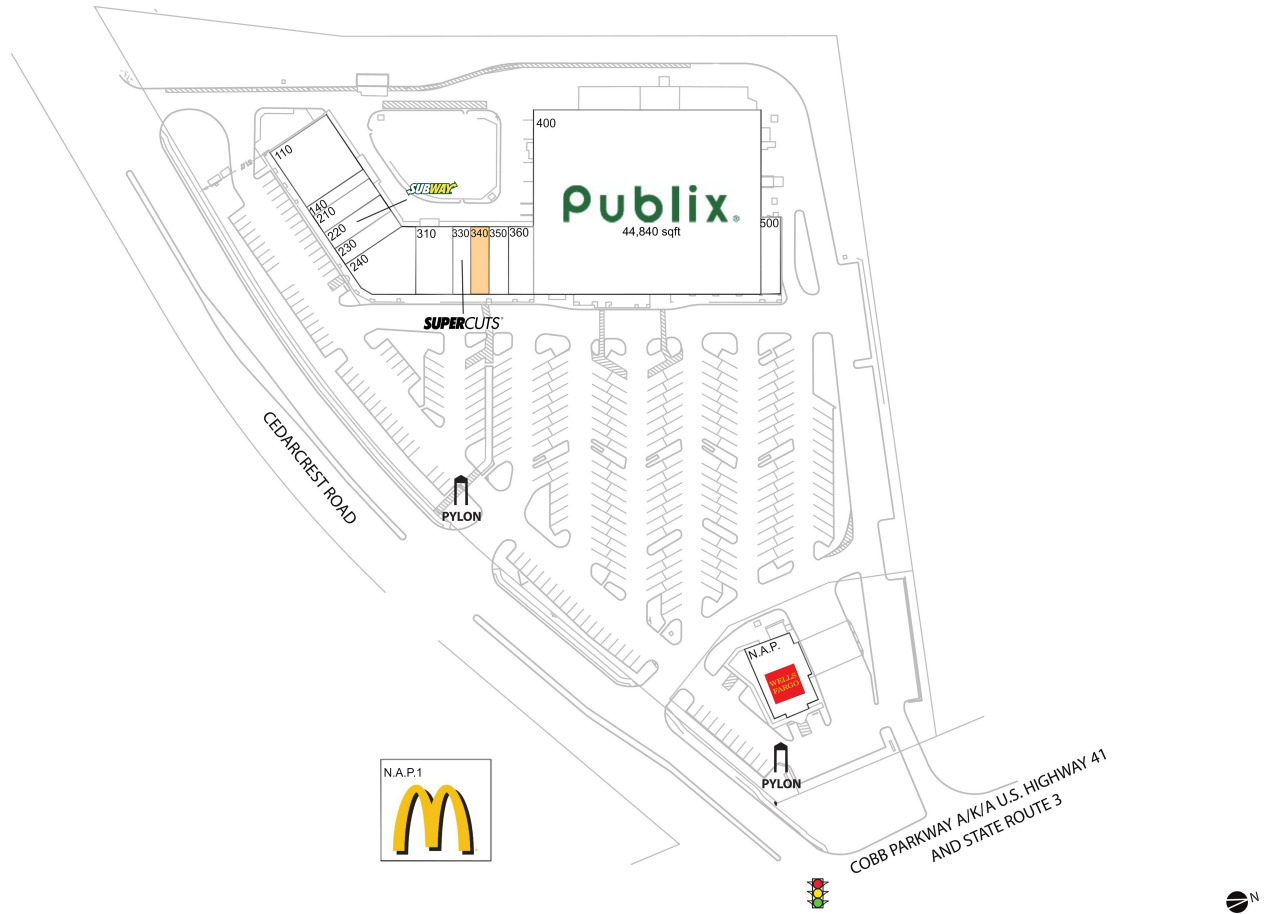 400
110
Publix.
44,840 sqft
500
SUBWAY
140
210
220
230
240
310
330
340
350
360
SUPERCUTS
CEDARCREST ROAD
PYLON
N.A.P.
WELLS
FARGO
PYLON
N.A.P.1
COBB PARKWAY A/K/A U.S. HIGHWAY 41
AND STATE ROUTE 3
N